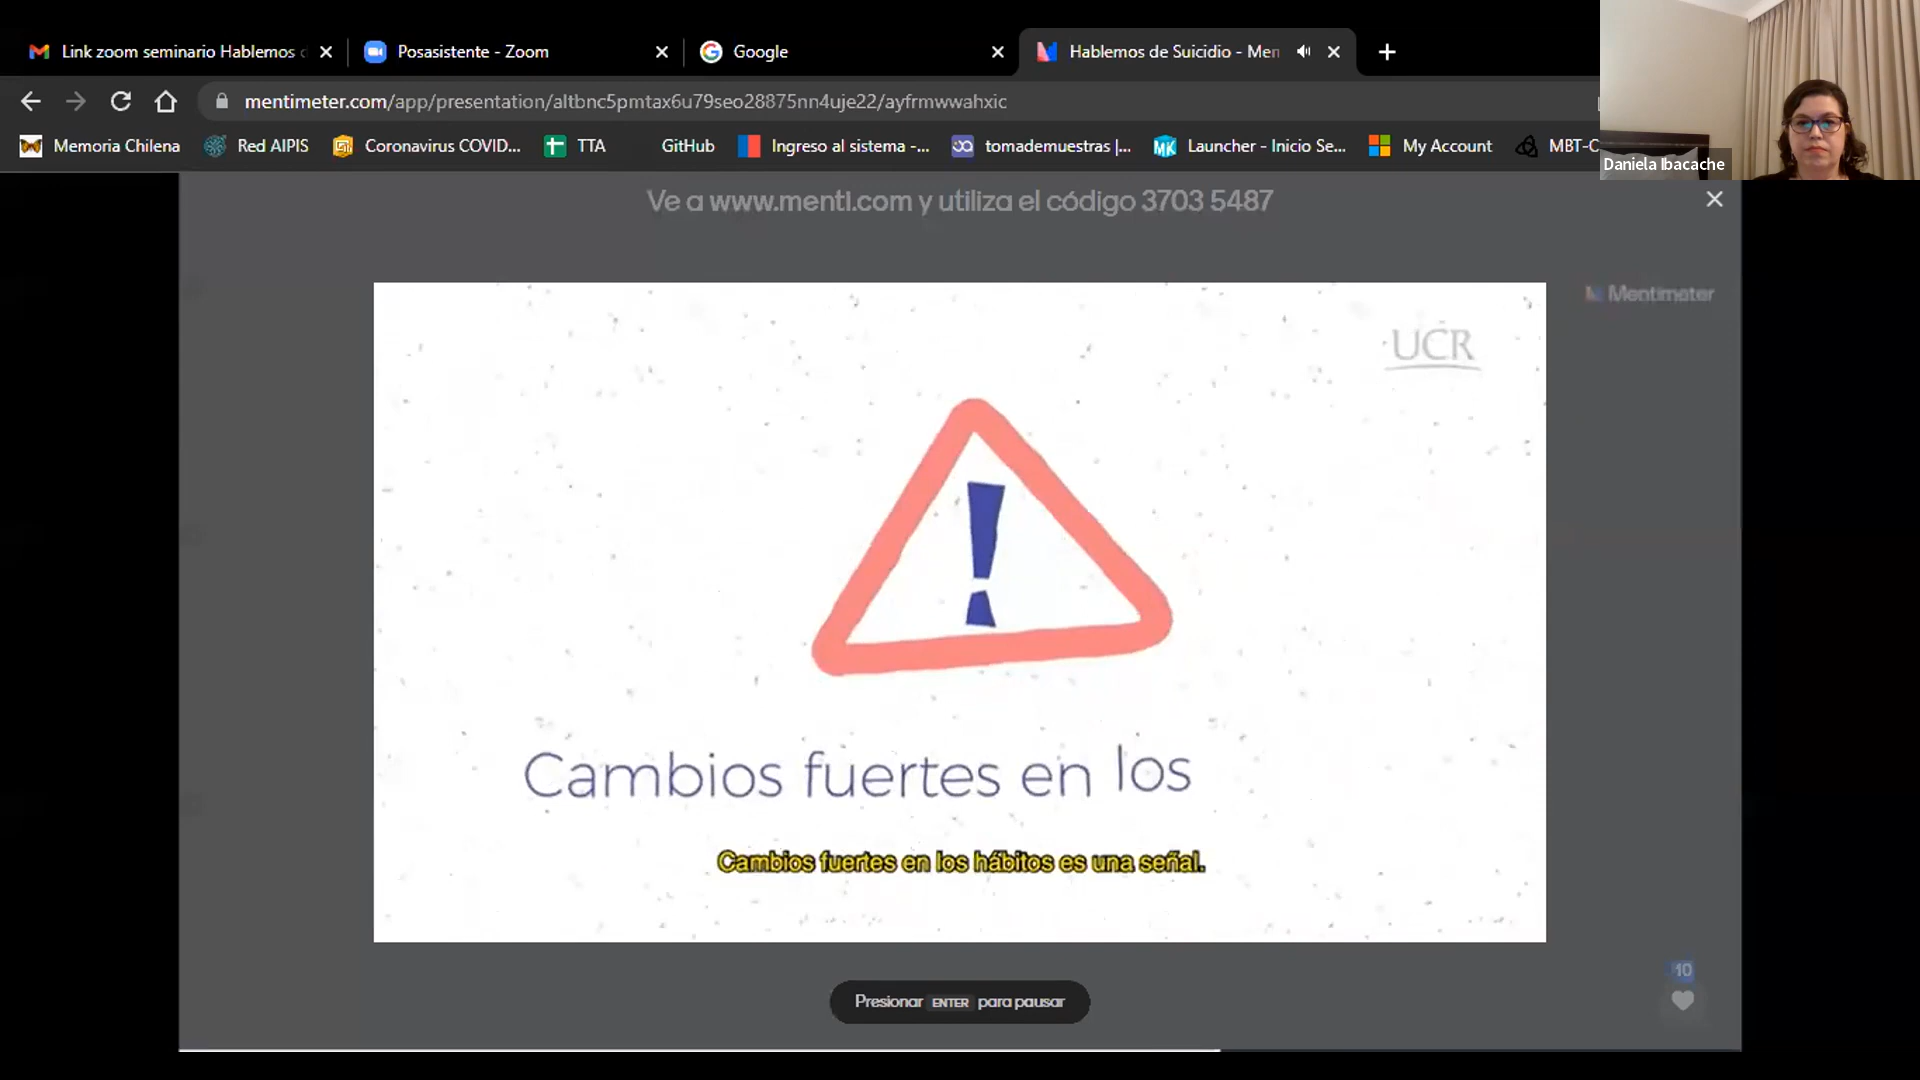 Link zoom seminario Hablemos d
Posasistente - Zoom
Google
Hablemos de Suicidio - Men
mentimeter.com/app/presentation/altbnc5pmtax6u79seo28875nn4uje22/ayfrmwwahxic
Memoria Chilena
Red AIPIS
Coronavirus COVID...
TTA
GitHub
Ingreso al sistema -...
tomademuestras |...
Launcher - Inicio Se...
My Account
MBT-C
Daniela Ibacache
Ve a www.menti.com y utiliza el código 3703 5487
Mentimeter
UCR
Cambios fuertes en los
Cambios fuertes en los hábitos es una señal.
10
Presionar ENTER para pausar